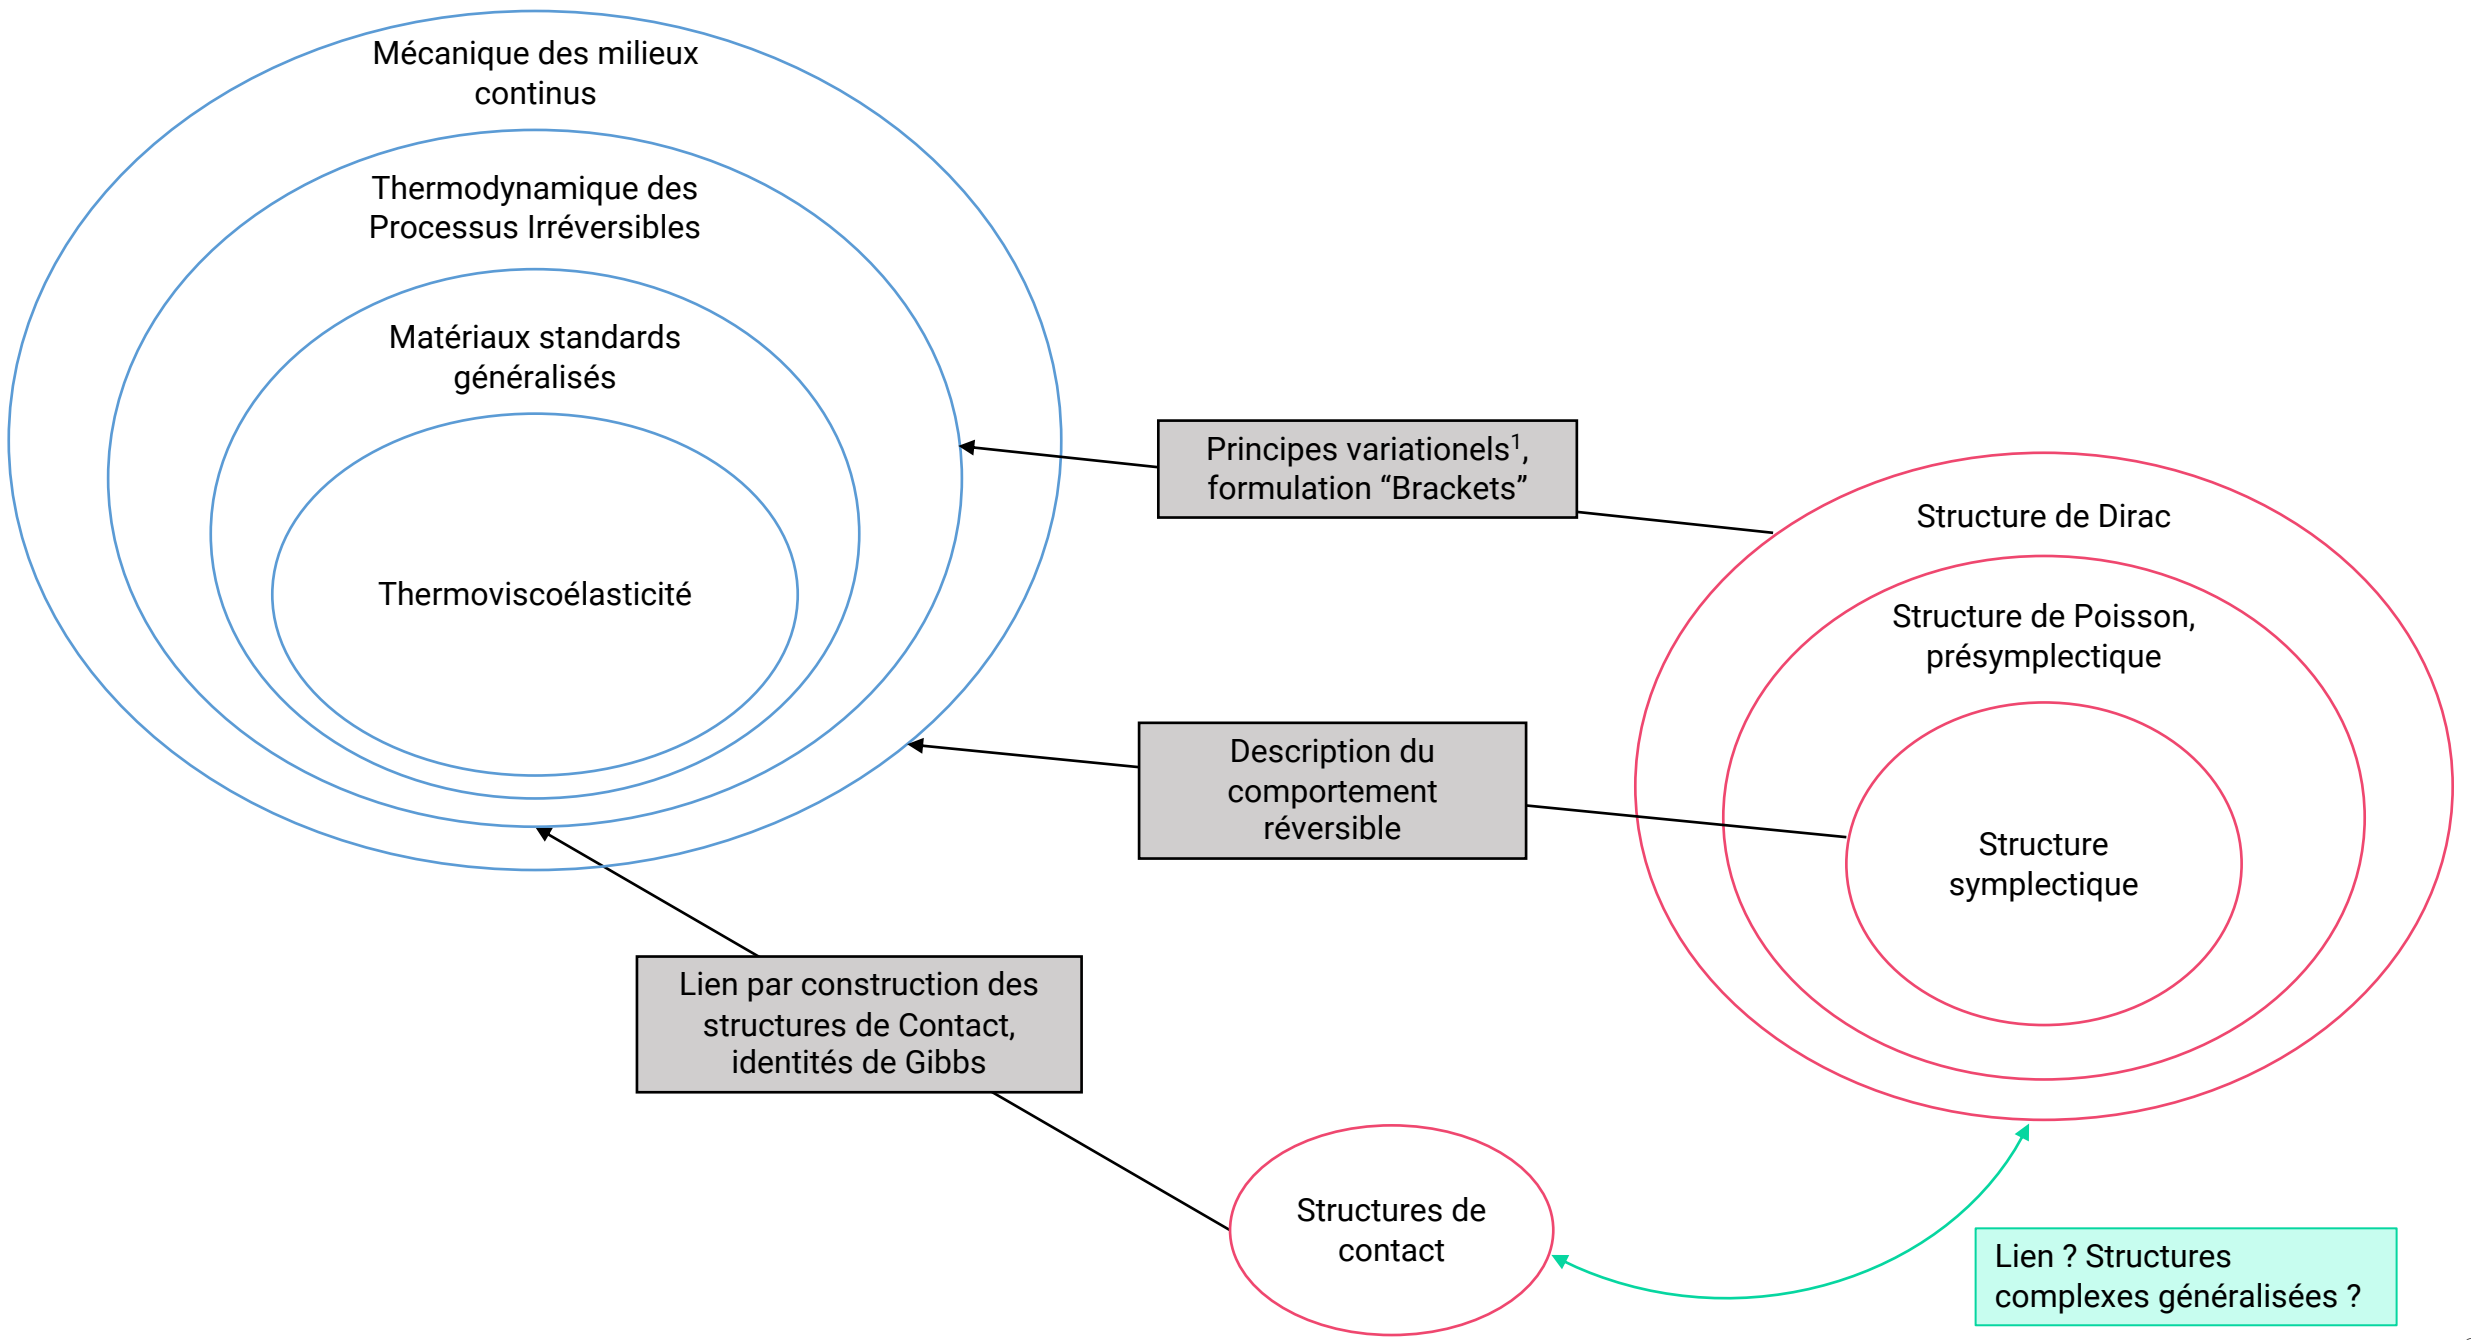 Mécanique des milieux
continus
Thermodynamique des
Processus Irréversibles
Matériaux standards
généralisés
Thermoviscoélasticité
Principes variationels¹,
formulation “Brackets”
Description du
comportement
réversible
Lien par construction des
structures de Contact,
identités de Gibbs
Structure de Dirac
Structure de Poisson,
présymplectique
Structure
symplectique
Structures de
contact
Lien ? Structures
complexes généralisées ?